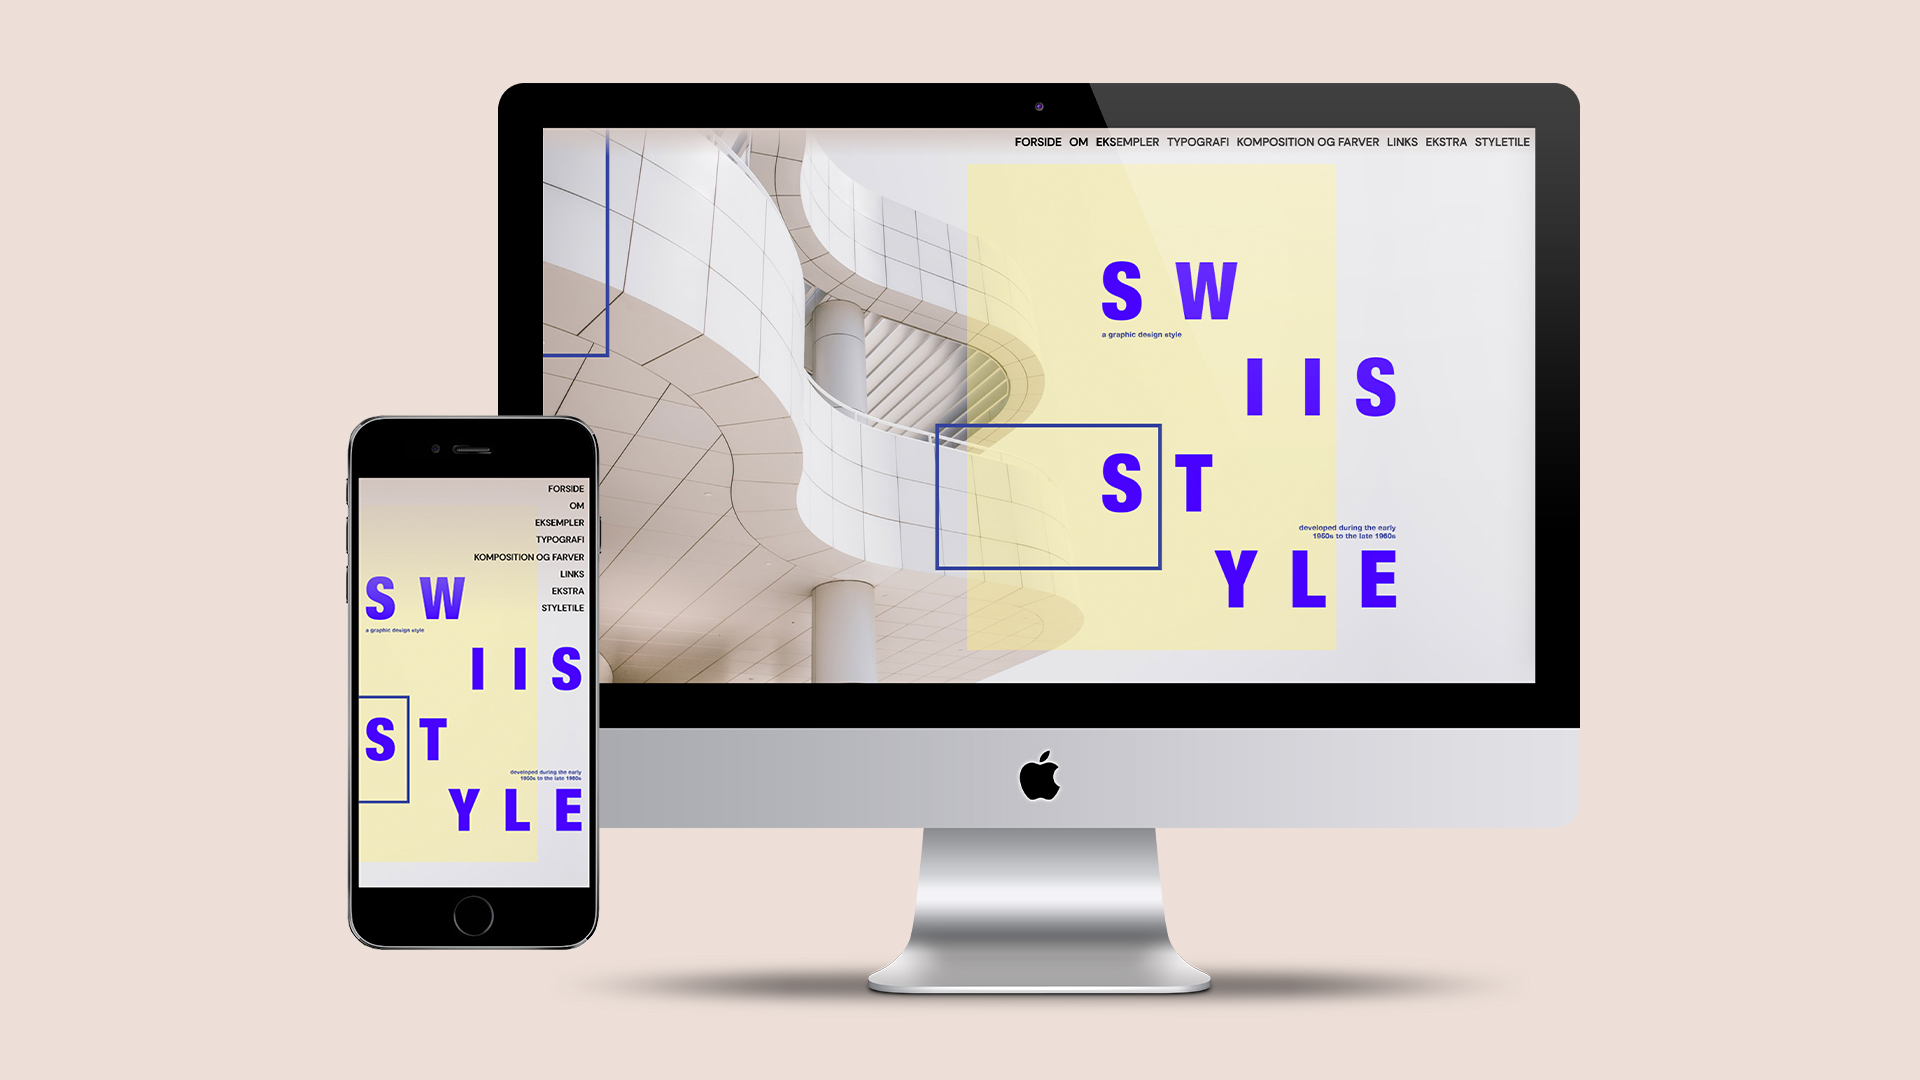 FORSIDE OM EKSEMPLER TYPOGRAFI KOMPOSITION OG FARVER LINKS EKSTRA STYLETILE
S W
a graphic design style
I I S
S T
developed during the early
1950s to the late 1960s
Y L E
FORSIDE
OM
EKSEMPLER
TYPOGRAFI
KOMPOSITION OG FARVER
LINKS
EKSTRA
STYLETILE
S W
a graphic design style
I I S
S T
developed during the early
1950s to the late 1960s
Y L E